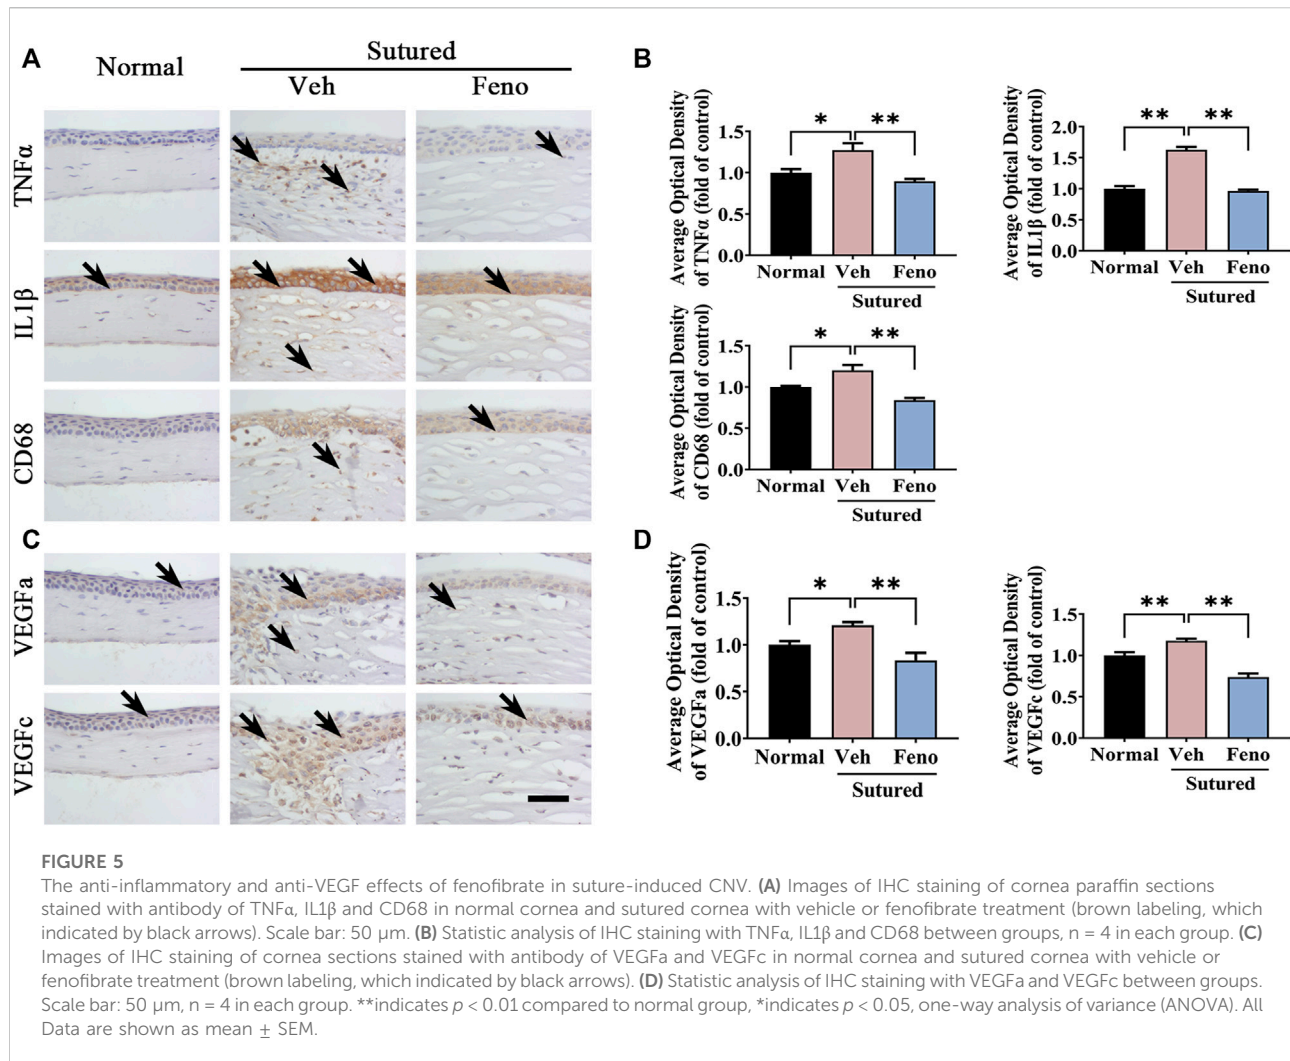 A
Normal
Sutured
Veh
Feno
TNFα
IL1β
CD68
B
Average Optical Density
of TNFα (fold of control)
1.5
1.0
0.5
0.0
*
**
Normal
Veh
Feno
Sutured
Average Optical Density
of IL1β (fold of control)
2.0
1.5
1.0
0.5
0.0
**
**
Normal
Veh
Feno
Sutured
Average Optical Density
of CD68 (fold of control)
1.5
1.0
0.5
0.0
*
**
Normal
Veh
Feno
Sutured
C
VEGFa
VEGFc
D
Average Optical Density
of VEGFa (fold of control)
1.5
1.0
0.5
0.0
*
**
Normal
Veh
Feno
Sutured
Average Optical Density
of VEGFc (fold of control)
1.5
1.0
0.5
0.0
**
**
Normal
Veh
Feno
Sutured
FIGURE 5
The anti-inflammatory and anti-VEGF effects of fenofibrate in suture-induced CNV. (A) Images of IHC staining of cornea paraffin sections
stained with antibody of TNFα, IL1β and CD68 in normal cornea and sutured cornea with vehicle or fenofibrate treatment (brown labeling, which
indicated by black arrows). Scale bar: 50 µm. (B) Statistic analysis of IHC staining with TNFα, IL1β and CD68 between groups, n = 4 in each group. (C)
Images of IHC staining of cornea sections stained with antibody of VEGFa and VEGFc in normal cornea and sutured cornea with vehicle or
fenofibrate treatment (brown labeling, which indicated by black arrows). (D) Statistic analysis of IHC staining with VEGFa and VEGFc between groups.
Scale bar: 50 µm, n = 4 in each group. **indicates p < 0.01 compared to normal group, *indicates p < 0.05, one-way analysis of variance (ANOVA). All
Data are shown as mean ± SEM.